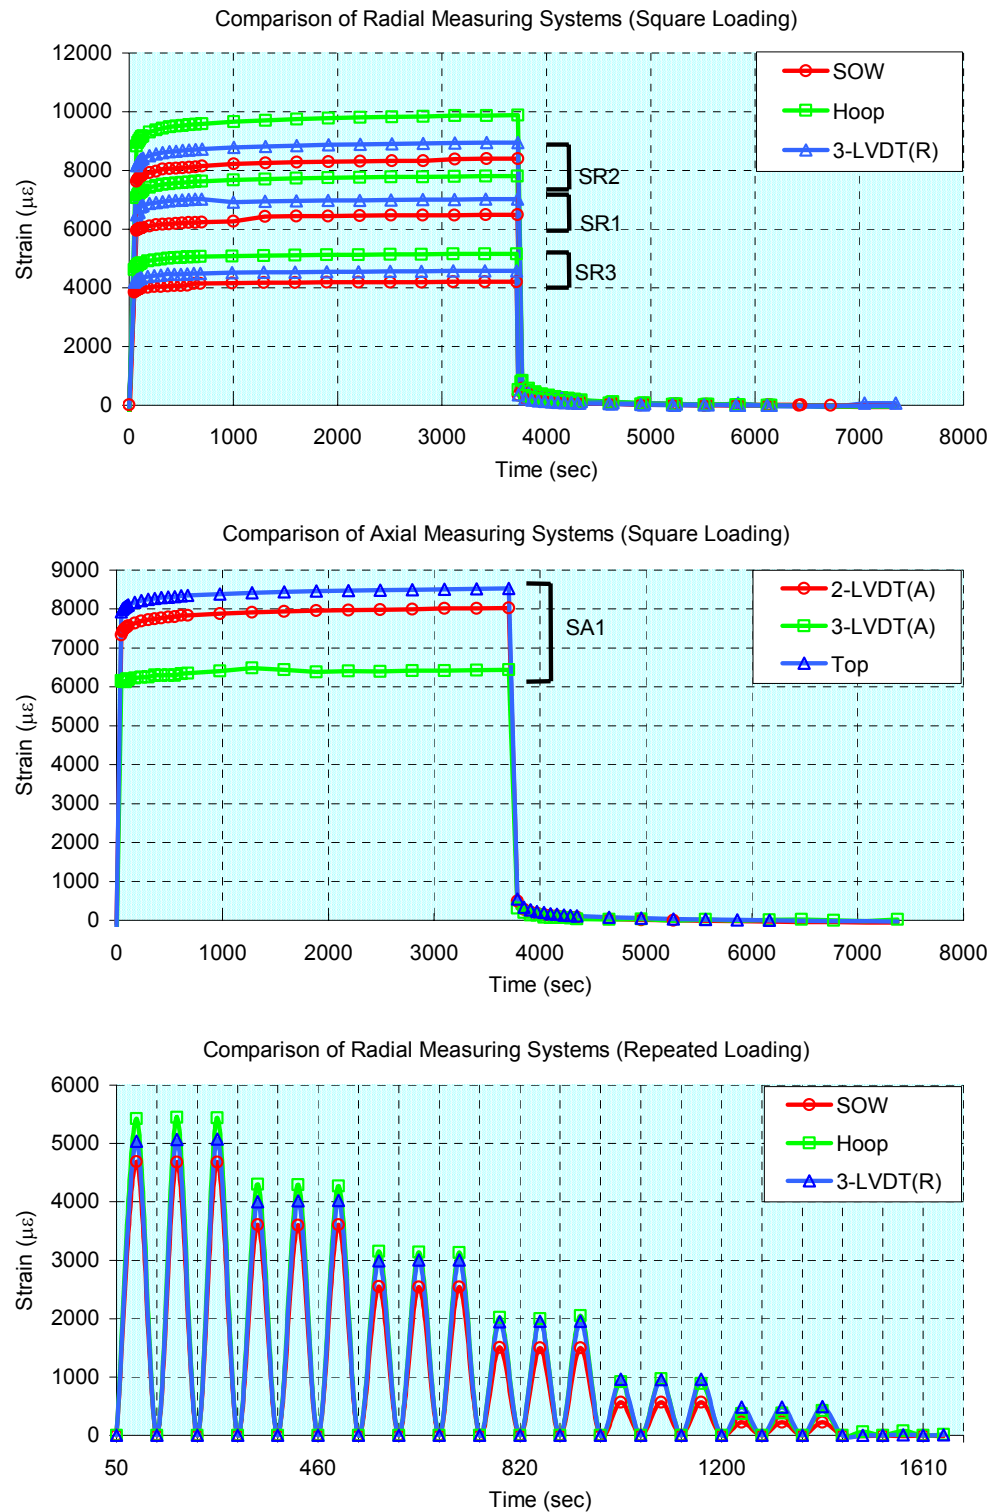 Comparison of Radial Measuring Systems (Square Loading)
12000
10000
8000
6000
4000
2000
0
Strain (με)
SOW
Hoop
3-LVDT(R)
SR2
SR1
SR3
0 1000 2000 3000 4000 5000 6000 7000 8000
Time (sec)
Comparison of Axial Measuring Systems (Square Loading)
9000
8000
7000
6000
5000
4000
3000
2000
1000
0
Strain (με)
2-LVDT(A)
3-LVDT(A)
Top
SA1
0 1000 2000 3000 4000 5000 6000 7000 8000
Time (sec)
Comparison of Radial Measuring Systems (Repeated Loading)
6000
5000
4000
3000
2000
1000
0
Strain (με)
SOW
Hoop
3-LVDT(R)
50 460 820 1200 1610
Time (sec)